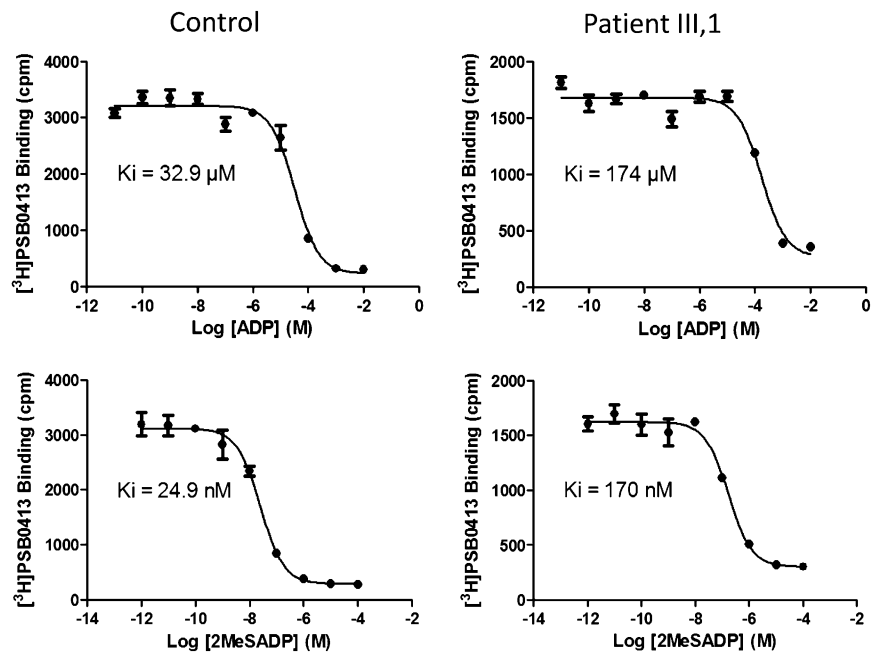 Control
Patient III,1
[³H]PSB0413 Binding (cpm)
4000
3000
2000
1000
0
Ki = 32.9 µM
-12 -10 -8 -6 -4 -2 0
Log [ADP] (M)
[³H]PSB0413 Binding (cpm)
2000
1500
1000
500
0
Ki = 174 µM
-12 -10 -8 -6 -4 -2 0
Log [ADP] (M)
[³H]PSB0413 Binding (cpm)
4000
3000
2000
1000
0
Ki = 24.9 nM
-14 -12 -10 -8 -6 -4 -2
Log [2MeSADP] (M)
[³H]PSB0413 Binding (cpm)
2000
1500
1000
500
0
Ki = 170 nM
-14 -12 -10 -8 -6 -4 -2
Log [2MeSADP] (M)